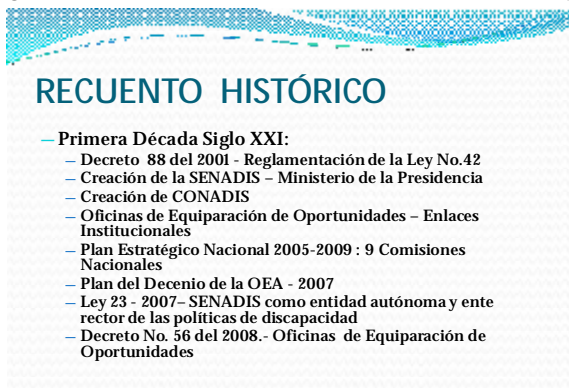 RECUENTO HISTÓRICO
– Primera Década Siglo XXI:
– Decreto 88 del 2001 - Reglamentación de la Ley No.42
– Creación de la SENADIS – Ministerio de la Presidencia
– Creación de CONADIS
– Oficinas de Equiparación de Oportunidades – Enlaces
Institucionales
– Plan Estratégico Nacional 2005-2009 : 9 Comisiones
Nacionales
– Plan del Decenio de la OEA - 2007
– Ley 23 - 2007– SENADIS como entidad autónoma y ente
rector de las políticas de discapacidad
– Decreto No. 56 del 2008.- Oficinas de Equiparación de
Oportunidades